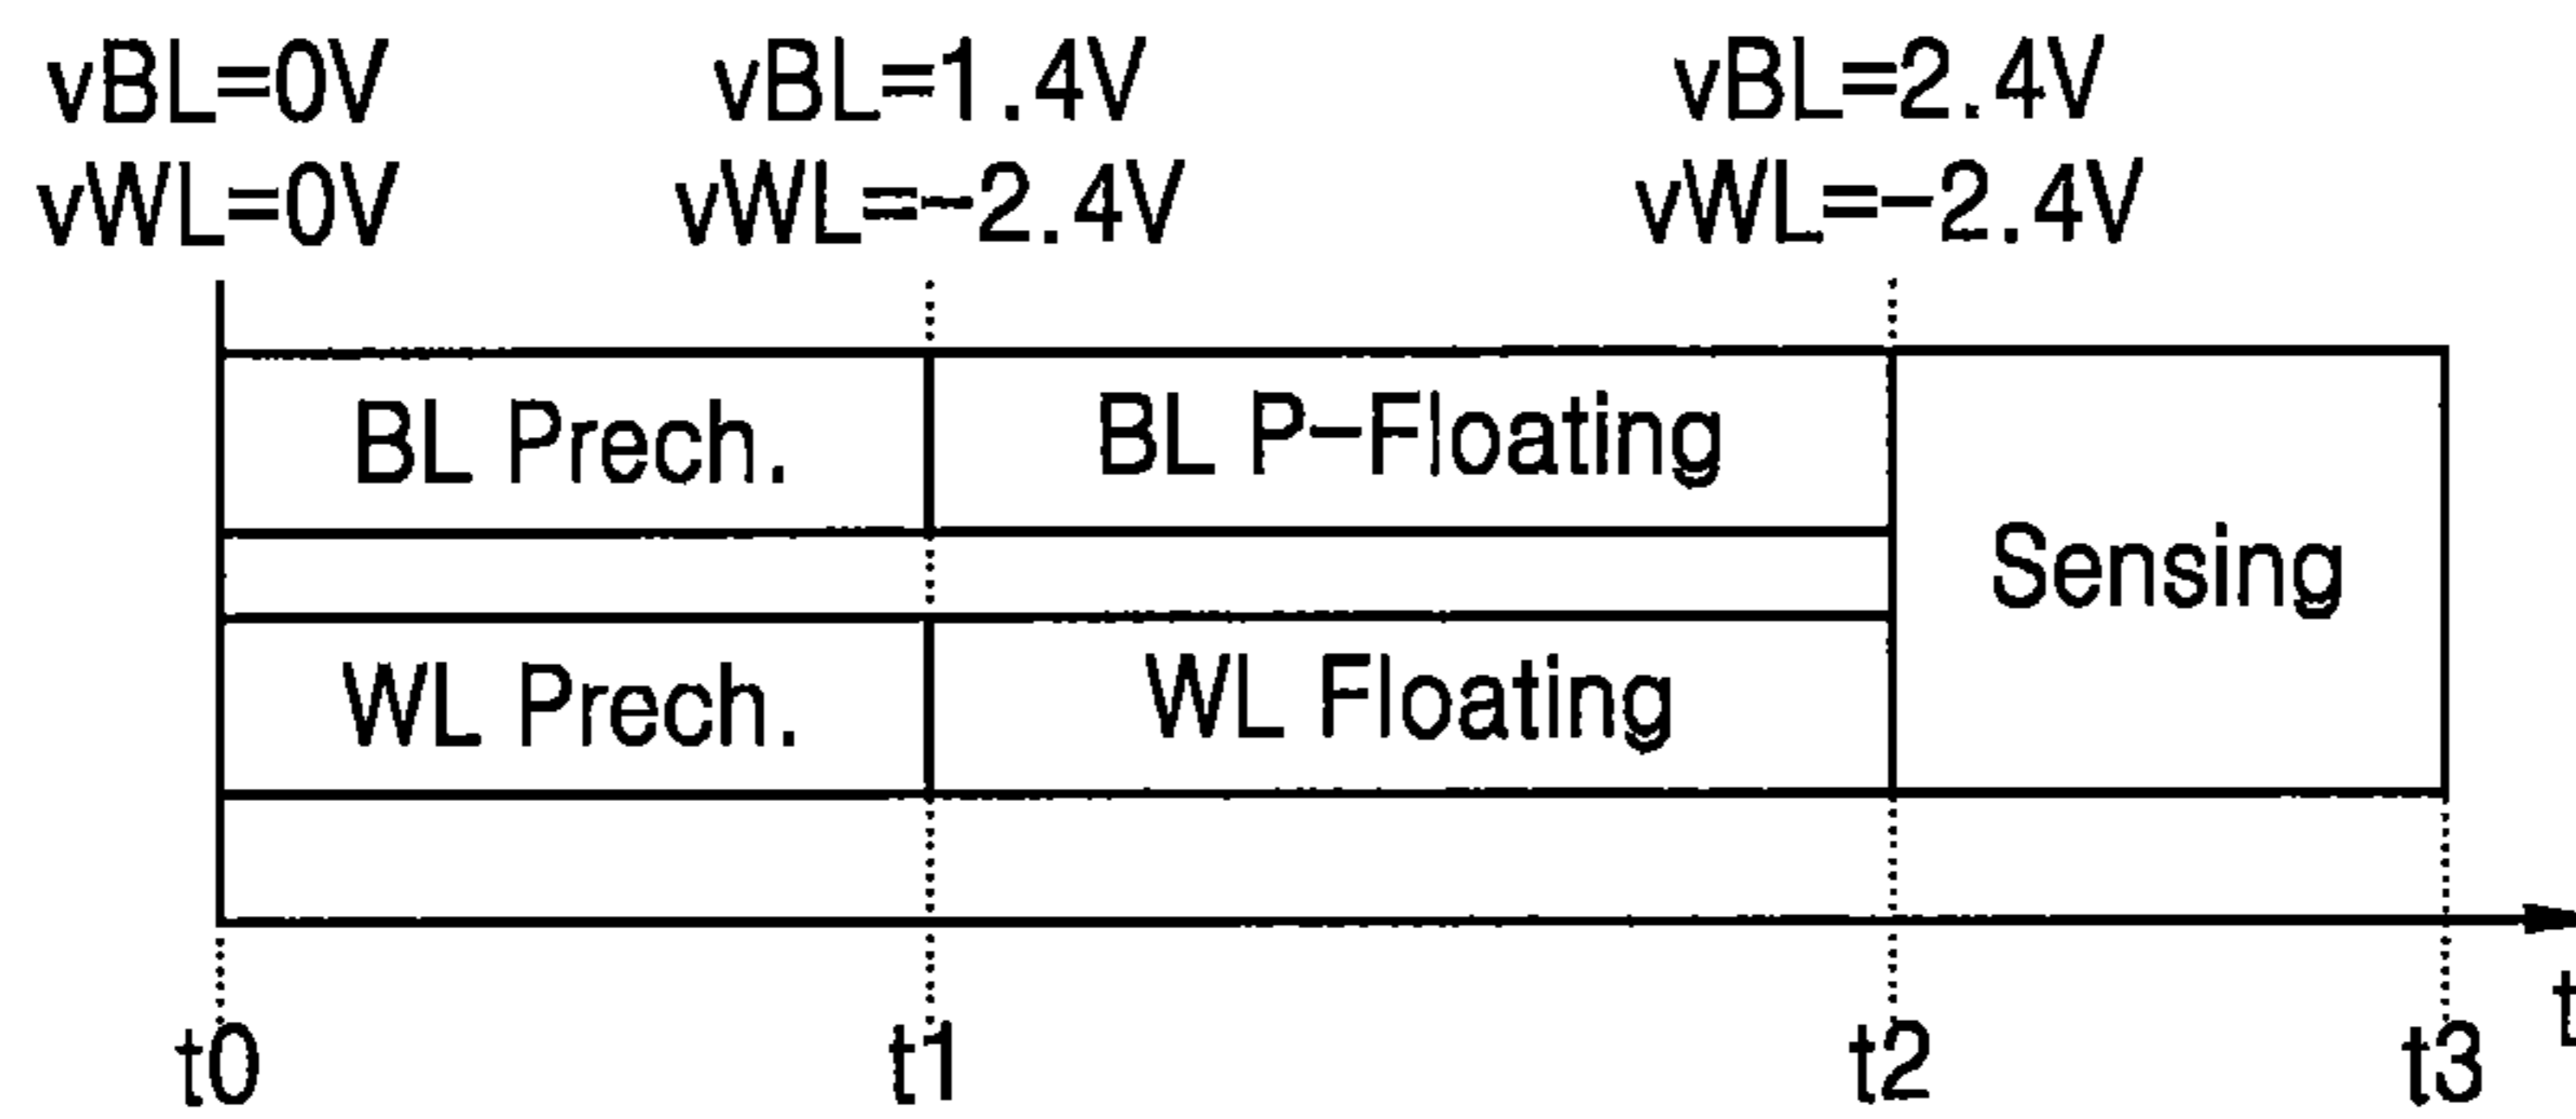 vBL=0V vBL=1.4V vBL=2.4V
vWL=0V vWL=-2.4V vWL=-2.4V
BL Prech. BL P-Floating
Sensing
WL Prech. WL Floating
t
t0 t1 t2 t3